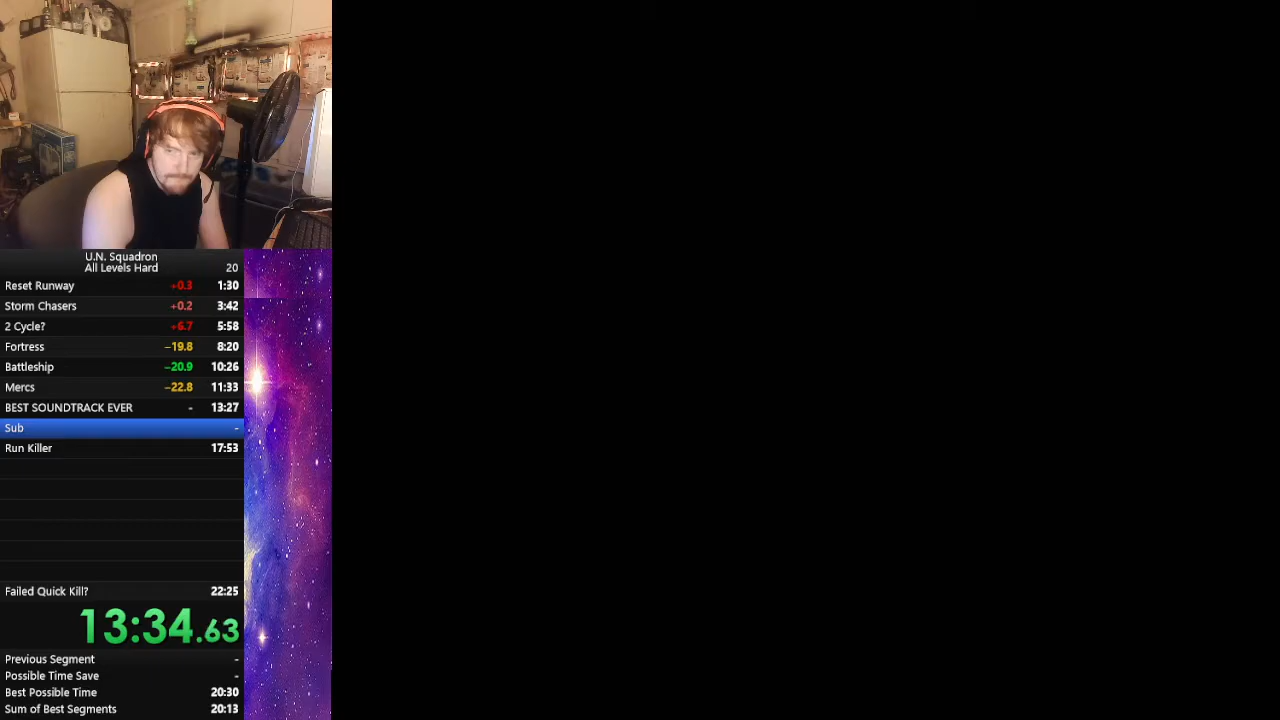 U.N. Squadron
All Levels Hard 20
Reset Runway +0.3 1:30
Storm Chasers +0.2 3:42
2 Cycle? +6.7 5:58
Fortress −19.8 8:20
Battleship −20.9 10:26
Mercs −22.8 11:33
BEST SOUNDTRACK EVER - 13:27
Sub -
Run Killer 17:53
Failed Quick Kill? 22:25
13:34.63
Previous Segment -
Possible Time Save -
Best Possible Time 20:30
Sum of Best Segments 20:13